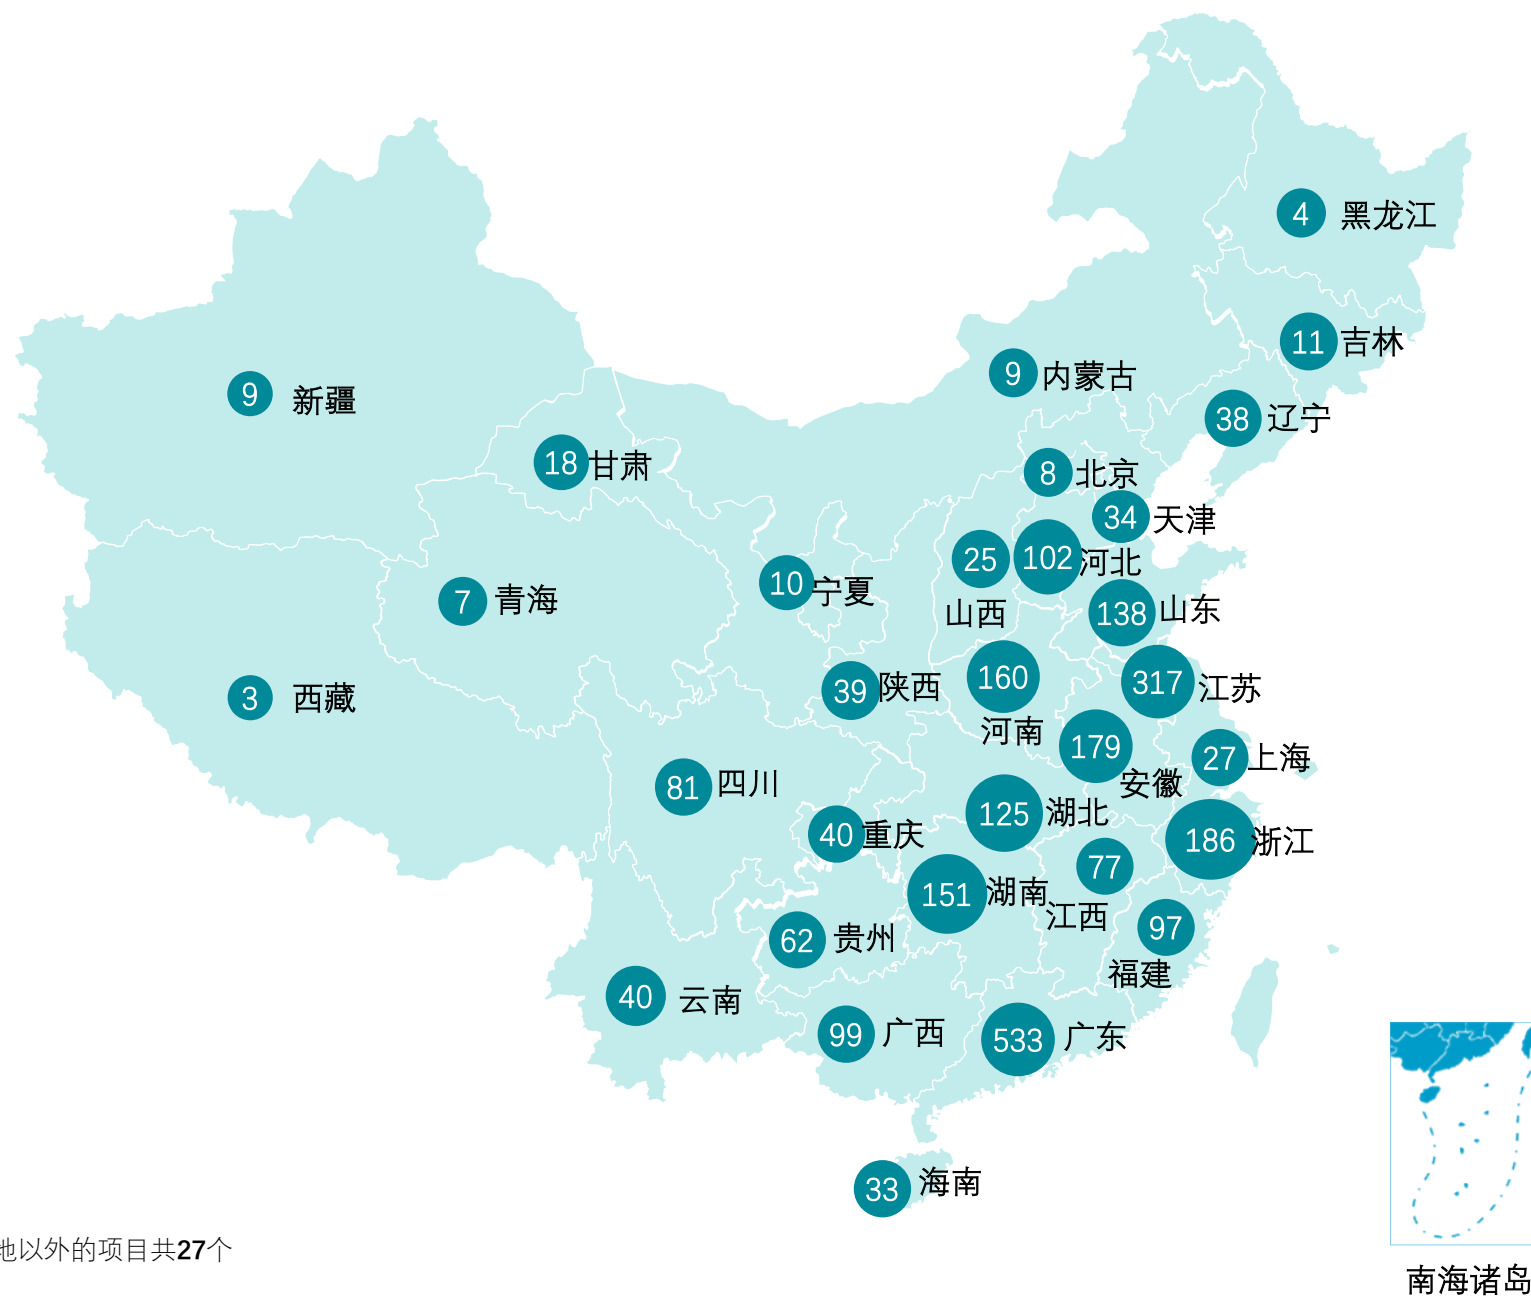 4
黑龙江
11
吉林
9
内蒙古
9
新疆
38
辽宁
18
甘肃
8
北京
34
天津
25
山西
102
河北
10
宁夏
7
青海
138
山东
3
西藏
39
陕西
160
河南
317
江苏
179
安徽
27
上海
81
四川
40
重庆
125
湖北
186
浙江
77
江西
151
湖南
62
贵州
97
福建
40
云南
99
广西
533
广东
33
海南
地以外的项目共27个
南海诸岛